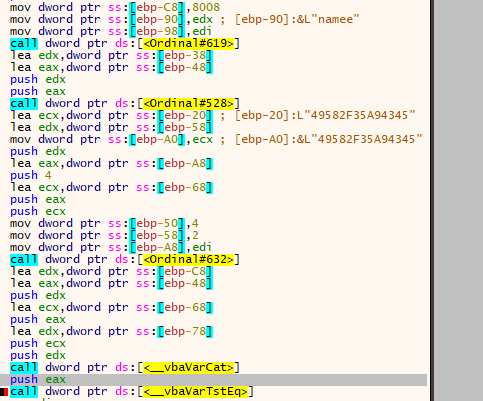 mov dword ptr ss:[ebp-C8],8008
mov dword ptr ss:[ebp-90],edx ; [ebp-90]:&L"namee"
mov dword ptr ss:[ebp-98],edi
call dword ptr ds:[<Ordinal#619>]
lea edx,dword ptr ss:[ebp-38]
lea eax,dword ptr ss:[ebp-48]
push edx
push eax
call dword ptr ds:[<Ordinal#528>]
lea ecx,dword ptr ss:[ebp-20] ; [ebp-20]:L"49582F35A94345"
lea edx,dword ptr ss:[ebp-58]
mov dword ptr ss:[ebp-A0],ecx ; [ebp-A0]:&L"49582F35A94345"
push edx
lea eax,dword ptr ss:[ebp-A8]
push 4
lea ecx,dword ptr ss:[ebp-68]
push eax
push ecx
mov dword ptr ss:[ebp-50],4
mov dword ptr ss:[ebp-58],2
mov dword ptr ss:[ebp-A8],edi
call dword ptr ds:[<Ordinal#632>]
lea edx,dword ptr ss:[ebp-C8]
lea eax,dword ptr ss:[ebp-48]
push edx
lea ecx,dword ptr ss:[ebp-68]
push eax
lea edx,dword ptr ss:[ebp-78]
push ecx
push edx
call dword ptr ds:[<__vbaVarCat>]
push eax
call dword ptr ds:[<__vbaVarTstEq>]